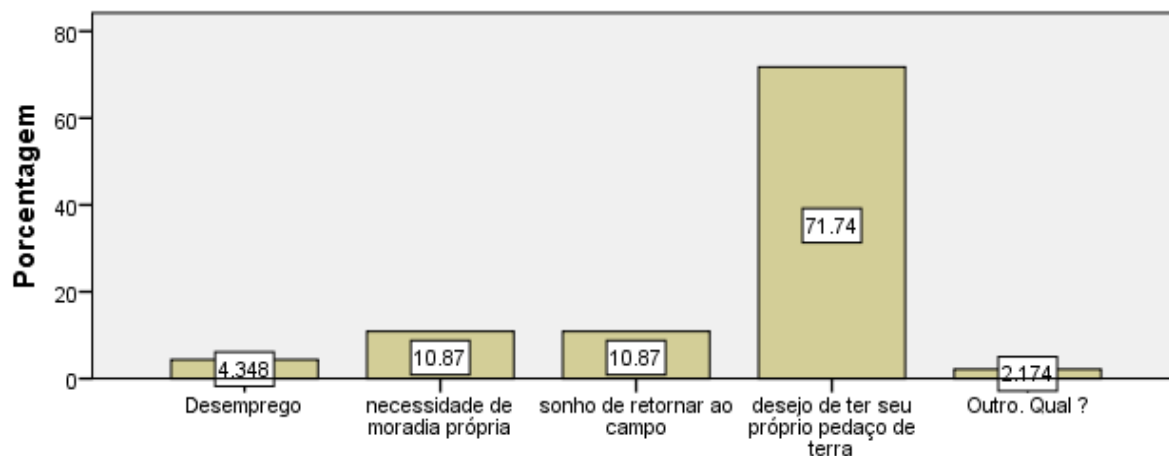 Porcentagem
80
60
40
20
0
4.348
10.87
10.87
71.74
2.174
Desemprego
necessidade de
moradia própria
sonho de retornar ao
campo
desejo de ter seu
próprio pedaço de
terra
Outro. Qual ?